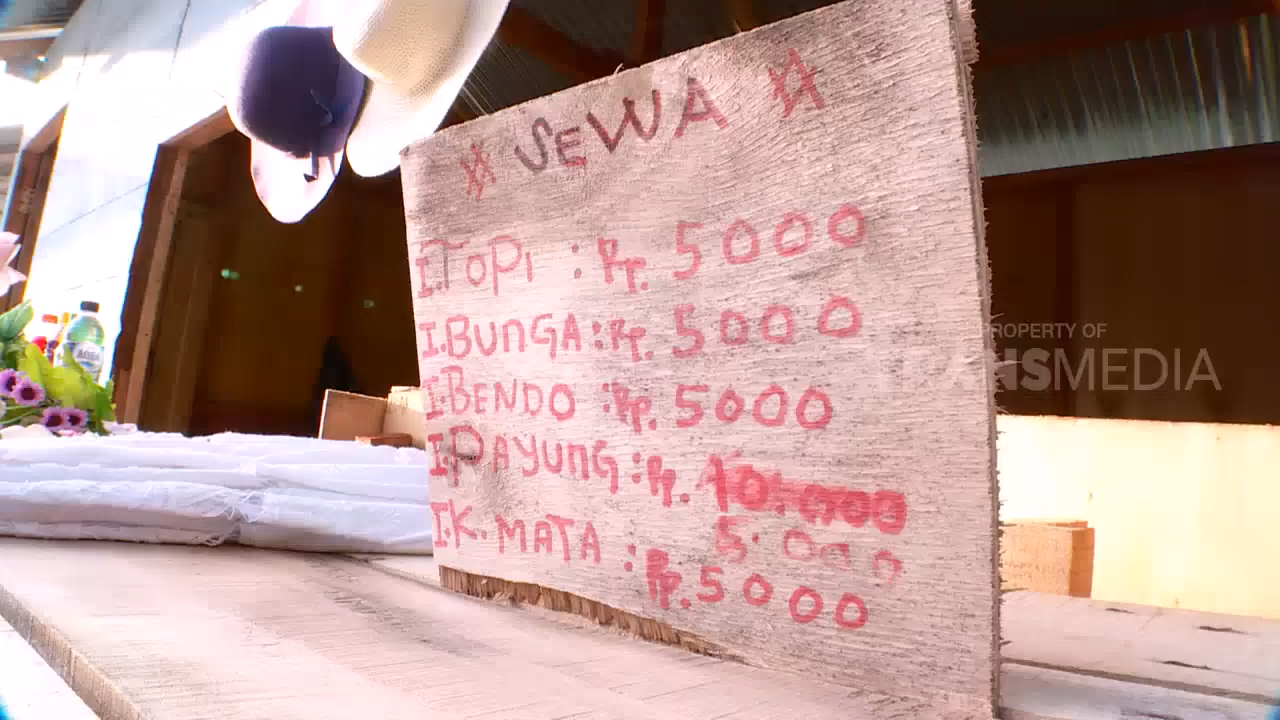 SEWA
I.TOPI : Rp. 5000
I.BUNGA : Rp. 5000
I.BENDO : Rp. 5000
I.PAYUNG : Rp. 10.000
5.000
I.K. MATA : Rp. 5000
PROPERTY OF
TRANSMEDIA
AQUA